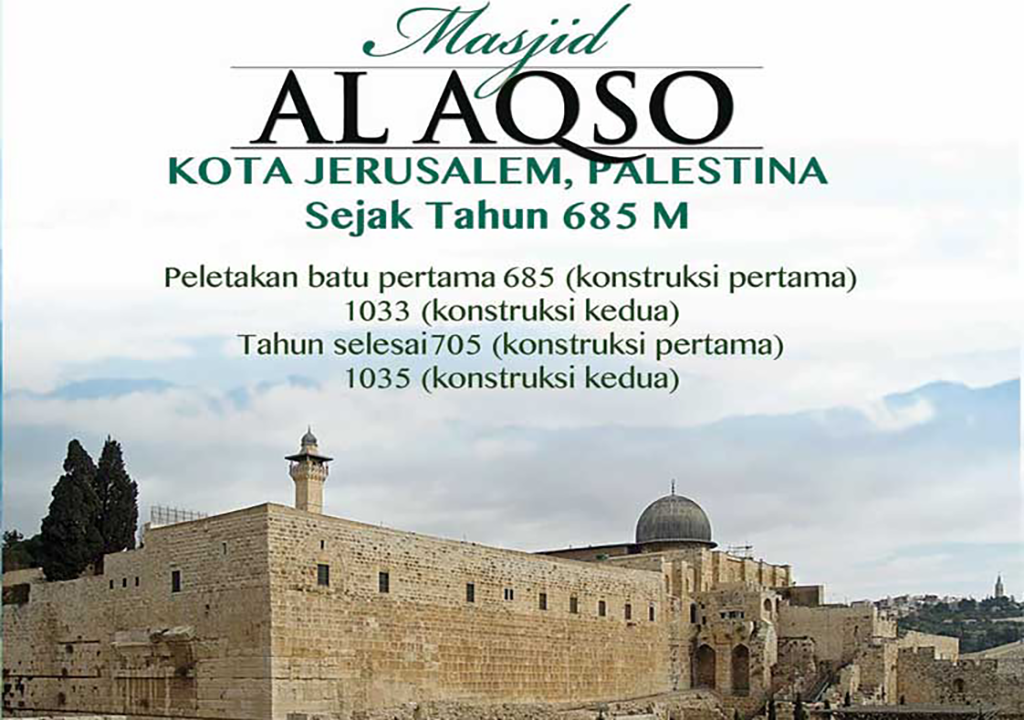 Masjid
AL AQSO
KOTA JERUSALEM, PALESTINA
Sejak Tahun 685 M
Peletakan batu pertama 685 (konstruksi pertama)
1033 (konstruksi kedua)
Tahun selesai705 (konstruksi pertama)
1035 (konstruksi kedua)